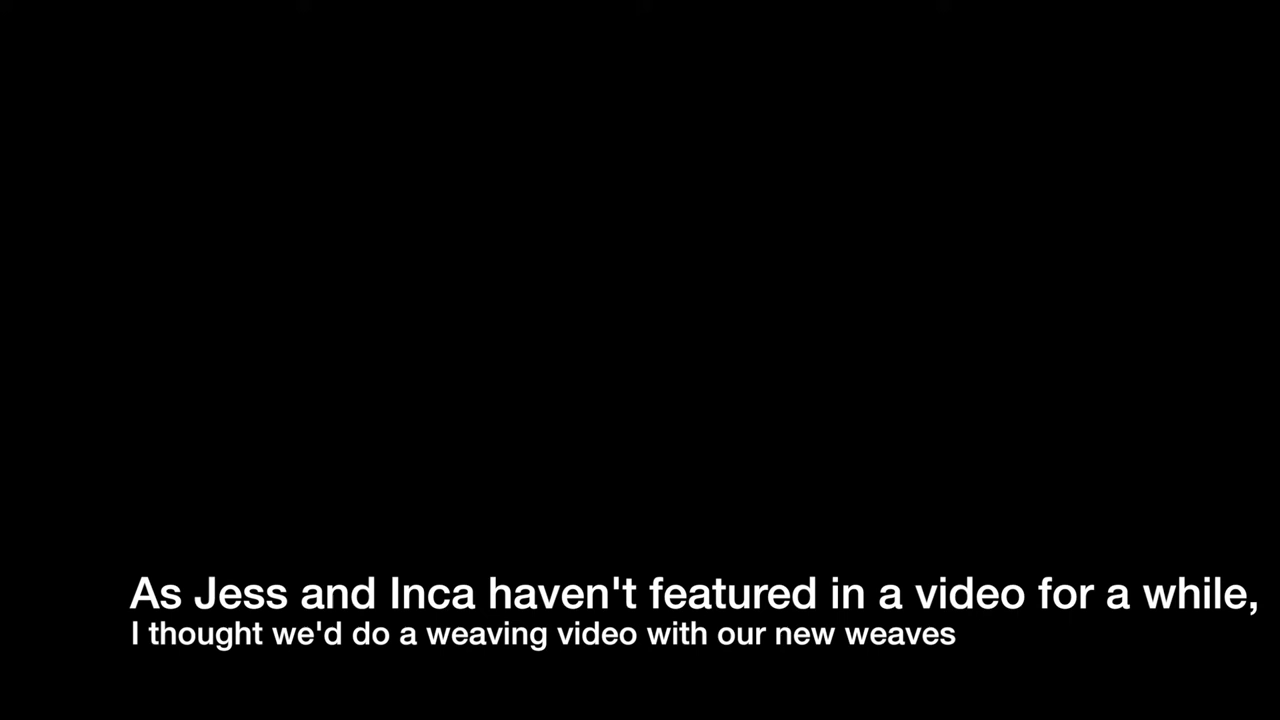 As Jess and Inca haven't featured in a video for a while,
I thought we'd do a weaving video with our new weaves